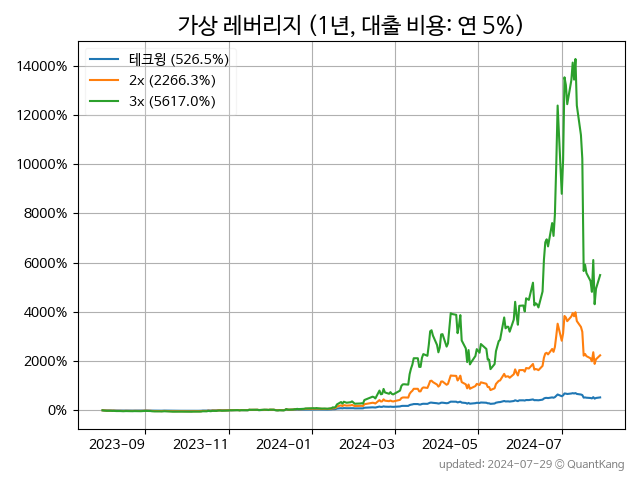 가상 레버리지 (1년, 대출 비용: 연 5%)
테크윙 (526.5%)
2x (2266.3%)
3x (5617.0%)
14000%
12000%
10000%
8000%
6000%
4000%
2000%
0%
2023-09 2023-11 2024-01 2024-03 2024-05 2024-07
updated: 2024-07-29 © QuantKang